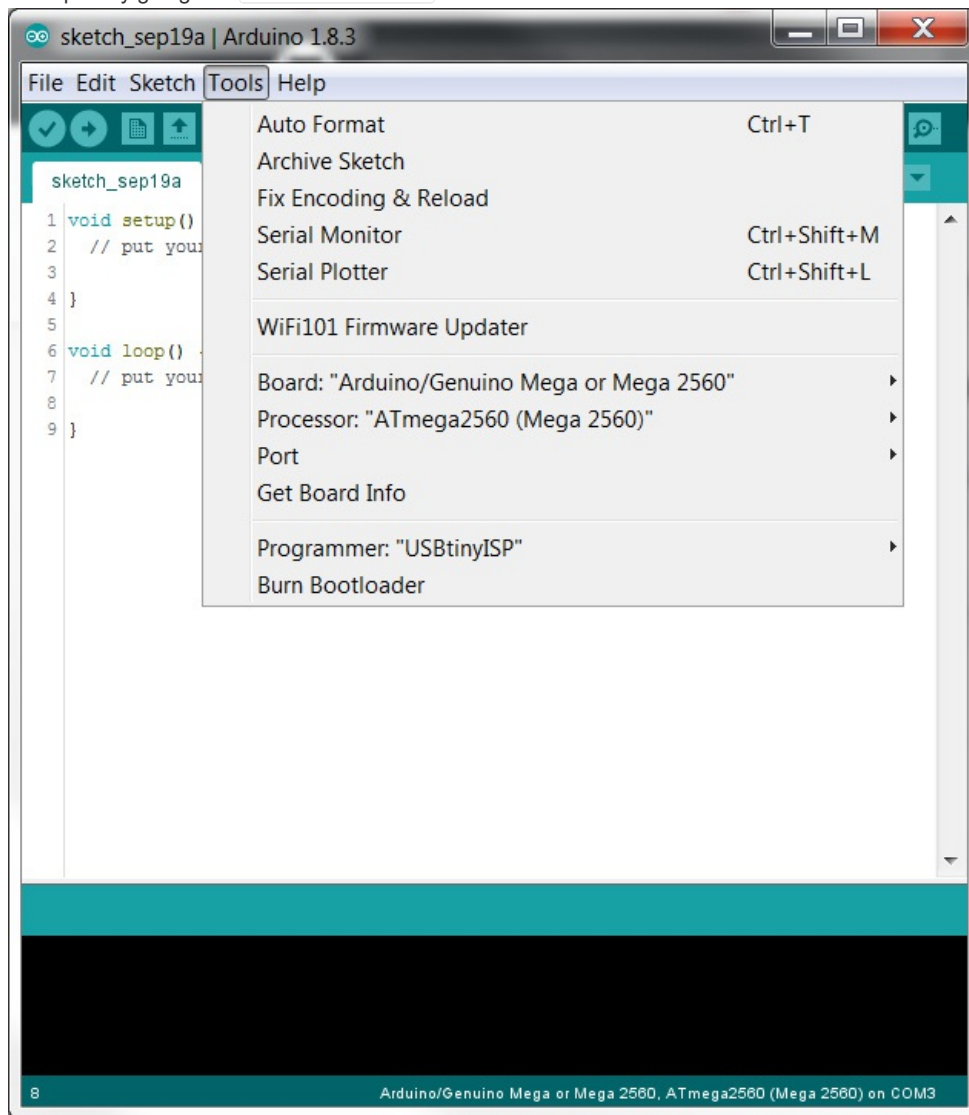 sketch_sep19a | Arduino 1.8.3
File Edit Sketch Tools Help
Auto Format Ctrl+T
Archive Sketch
sketch_sep19a
Fix Encoding & Reload
Serial Monitor Ctrl+Shift+M
Serial Plotter Ctrl+Shift+L
WiFi101 Firmware Updater
Board: "Arduino/Genuino Mega or Mega 2560"
Processor: "ATmega2560 (Mega 2560)"
Port
Get Board Info
Programmer: "USBtinyISP"
Burn Bootloader
1 void setup()
2 // put your
3
4 }
5
6 void loop() {
7 // put your
8
9 }
8 Arduino/Genuino Mega or Mega 2560, ATmega2560 (Mega 2560) on COM3